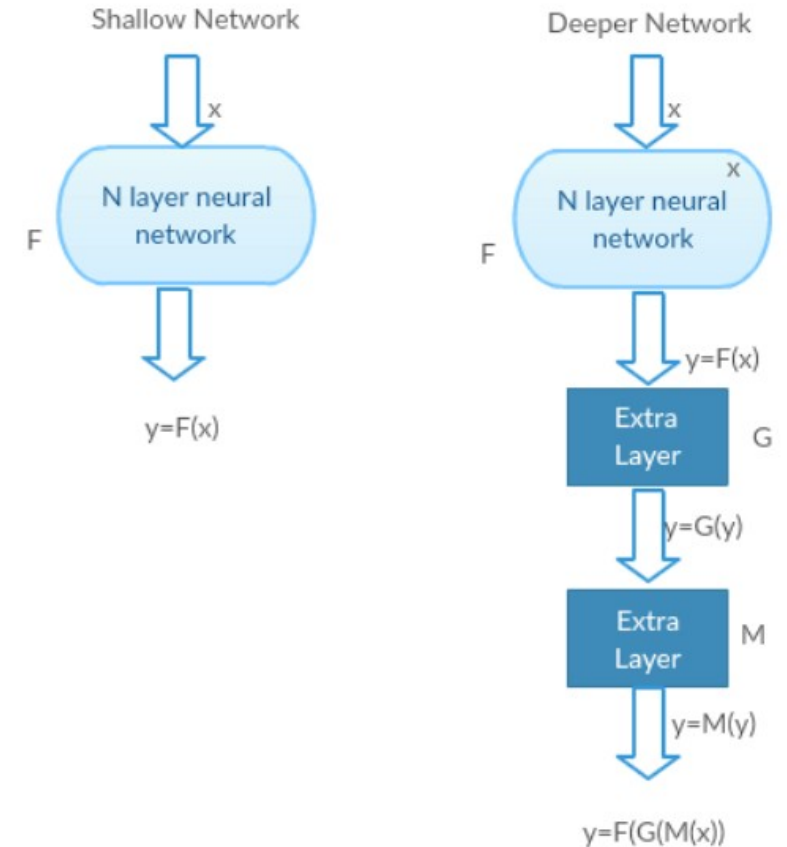 Shallow Network
x
N layer neural
network
F
y=F(x)
Deeper Network
x
x
N layer neural
network
F
y=F(x)
Extra
Layer
G
y=G(y)
Extra
Layer
M
y=M(y)
y=F(G(M(x))